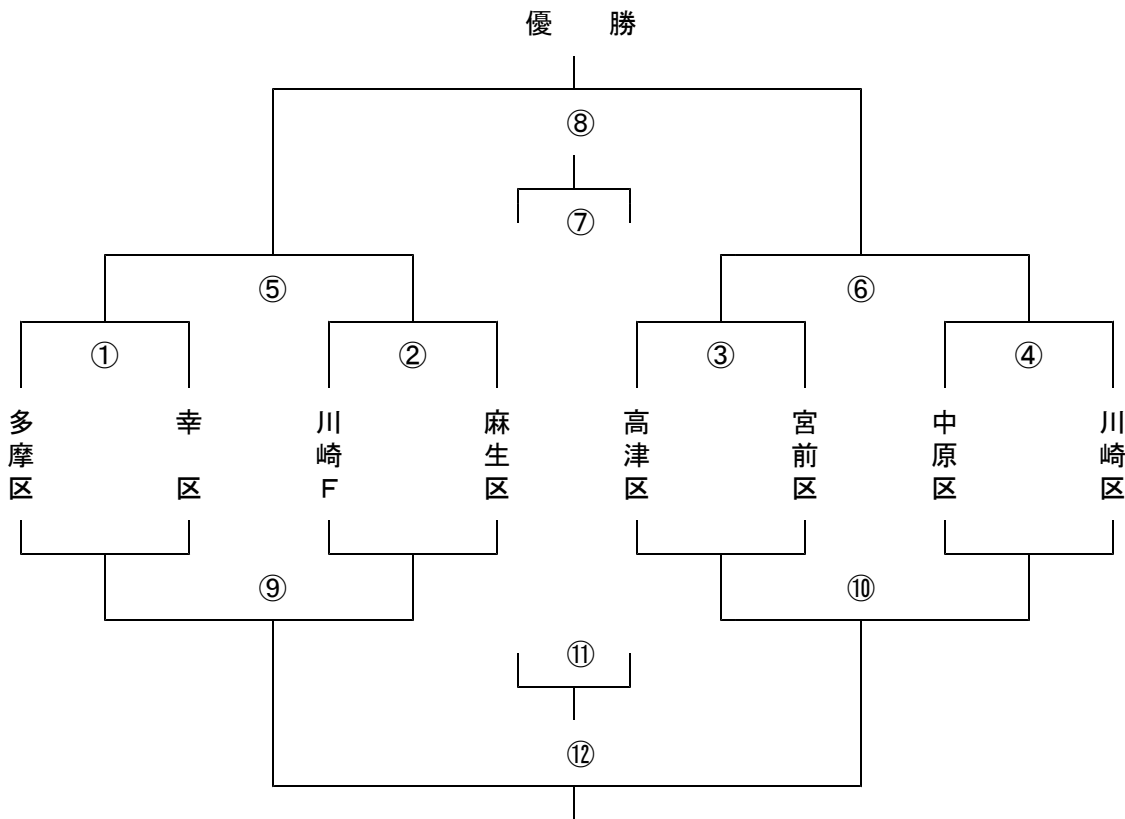 優　勝
⑧
⑦
⑤
⑥
①
②
③
④
多摩区
幸　区
川崎Ｆ
麻生区
高津区
宮前区
中原区
川崎区
⑨
⑩
⑪
⑫